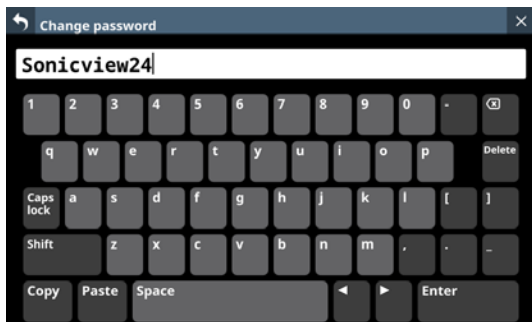 Change password ×
Sonicview24
1 2 3 4 5 6 7 8 9 0 -
q w e r t y u i o p Delete
Caps lock a s d f g h j k l [ ]
Shift z x c v b n m , . _
Copy Paste Space ◄ ► Enter